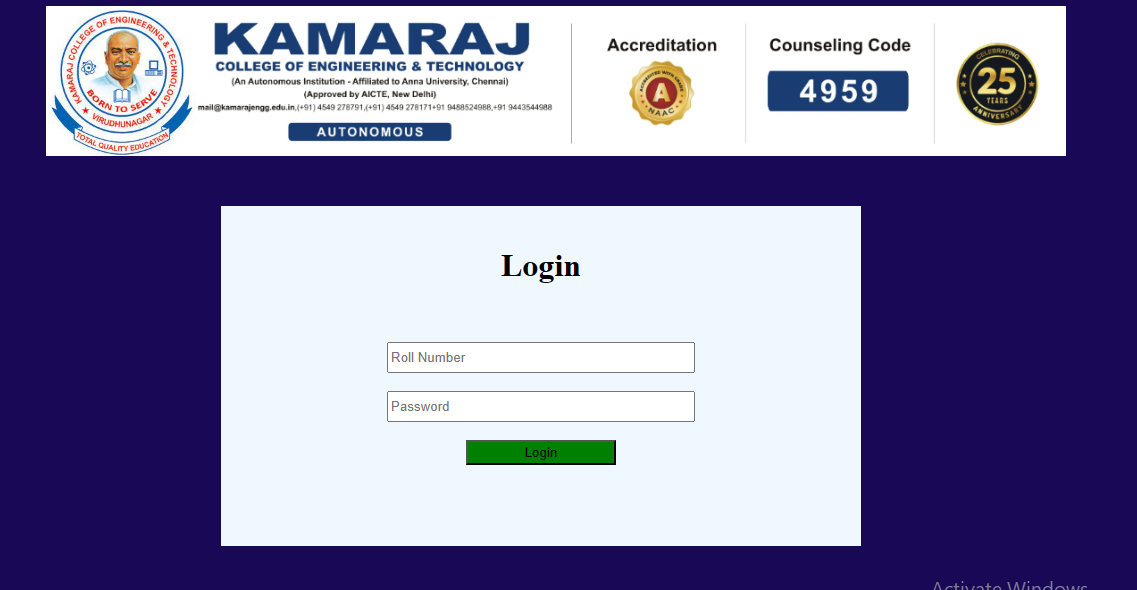 KAMARAJ COLLEGE OF ENGINEERING & TECHNOLOGY
BORN TO SERVE
VIRUDHUNAGAR
TOTAL QUALITY EDUCATION
KAMARAJ
COLLEGE OF ENGINEERING & TECHNOLOGY
(An Autonomous Institution - Affiliated to Anna University, Chennai)
(Approved by AICTE, New Delhi)
mail@kamarajengg.edu.in,(+91) 4549 278791,(+91) 4549 278171+91 9488524988,+91 9443544988
AUTONOMOUS
Accreditation
ACCREDITED WITH GRADE
A
NAAC
Counseling Code
4959
CELEBRATING
25
YEARS
ANNIVERSARY
Login
Roll Number
Password
Login
Activate Windows